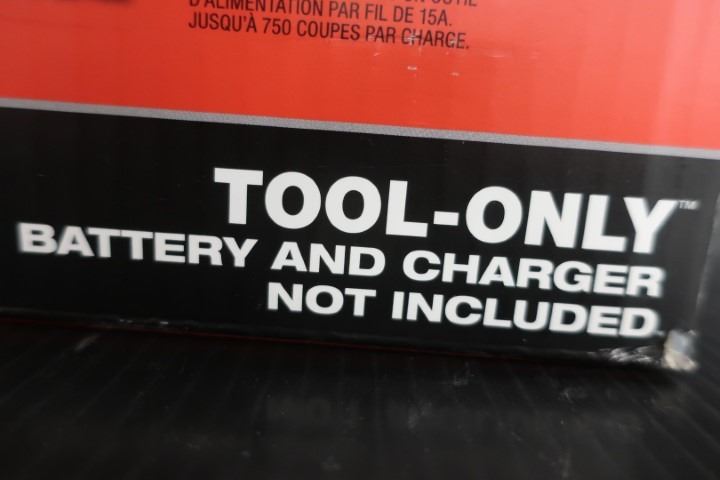 D'ALIMENTATION PAR FIL DE 15A.
JUSQU'À 750 COUPES PAR CHARGE.
TOOL-ONLY™
BATTERY AND CHARGER
NOT INCLUDED.